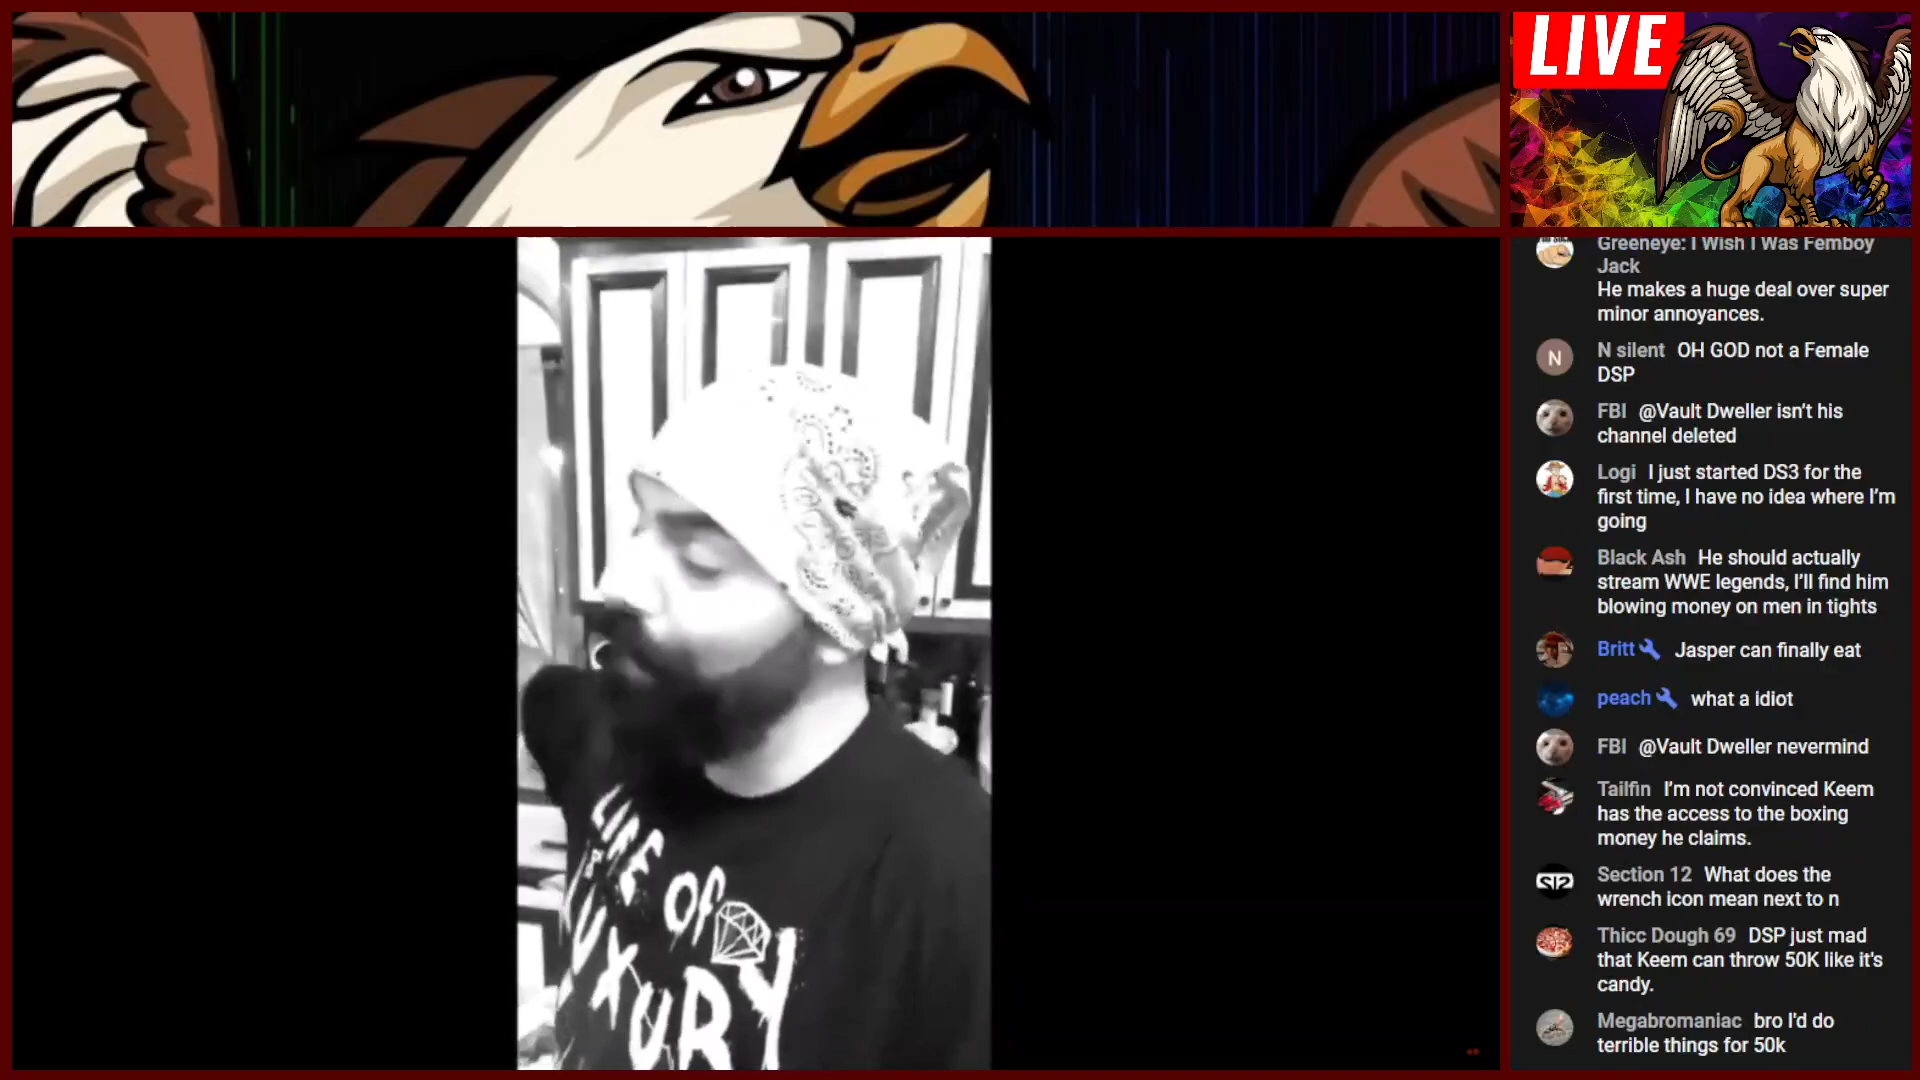 LIVE
Greeneye: I Wish I Was Femboy
Jack
He makes a huge deal over super
minor annoyances.
N
N silent OH GOD not a Female
DSP
FBI @Vault Dweller isn’t his
channel deleted
Logi I just started DS3 for the
first time, I have no idea where I’m
going
Black Ash He should actually
stream WWE legends, I’ll find him
blowing money on men in tights
Britt Jasper can finally eat
peach what a idiot
FBI @Vault Dweller nevermind
Tailfin I’m not convinced Keem
has the access to the boxing
money he claims.
S12
Section 12 What does the
wrench icon mean next to n
Thicc Dough 69 DSP just mad
that Keem can throw 50K like it's
candy.
Megabromaniac bro I'd do
terrible things for 50k
LIFE OF
LUXURY